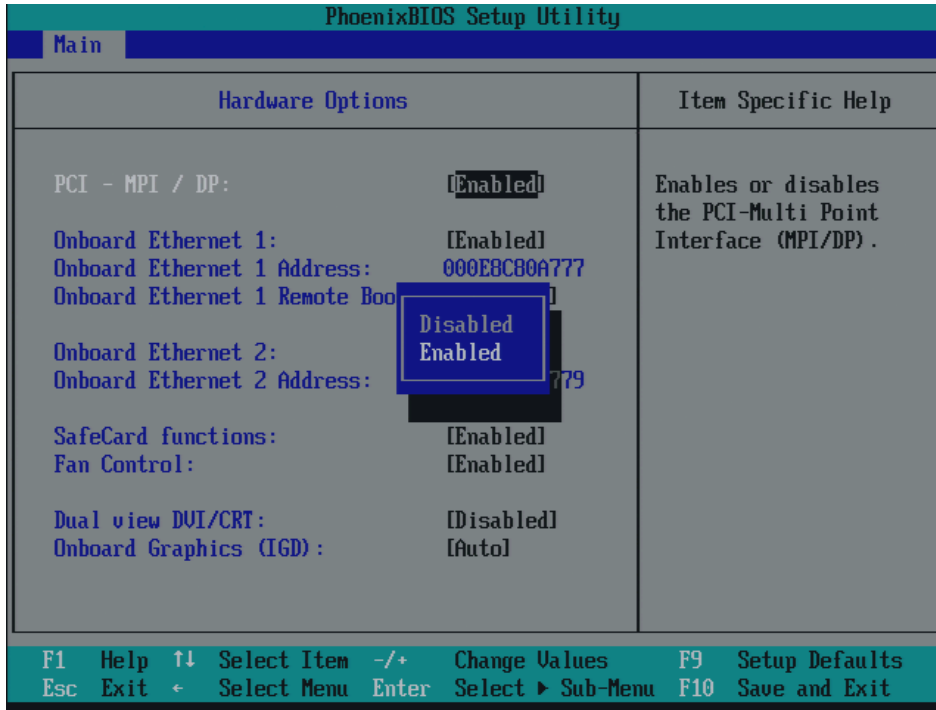 PhoenixBIOS Setup Utility
Main
Hardware Options
Item Specific Help
PCI - MPI / DP: [Enabled]
Onboard Ethernet 1: [Enabled]
Onboard Ethernet 1 Address: 000E8C80A777
Onboard Ethernet 1 Remote Boo ]
Onboard Ethernet 2:
Onboard Ethernet 2 Address: 779
SafeCard functions: [Enabled]
Fan Control: [Enabled]
Dual view DVI/CRT: [Disabled]
Onboard Graphics (IGD): [Auto]
Disabled
Enabled
Enables or disables
the PCI-Multi Point
Interface (MPI/DP).
F1 Help ↑↓ Select Item -/+ Change Values F9 Setup Defaults
Esc Exit ← Select Menu Enter Select ▶ Sub-Menu F10 Save and Exit